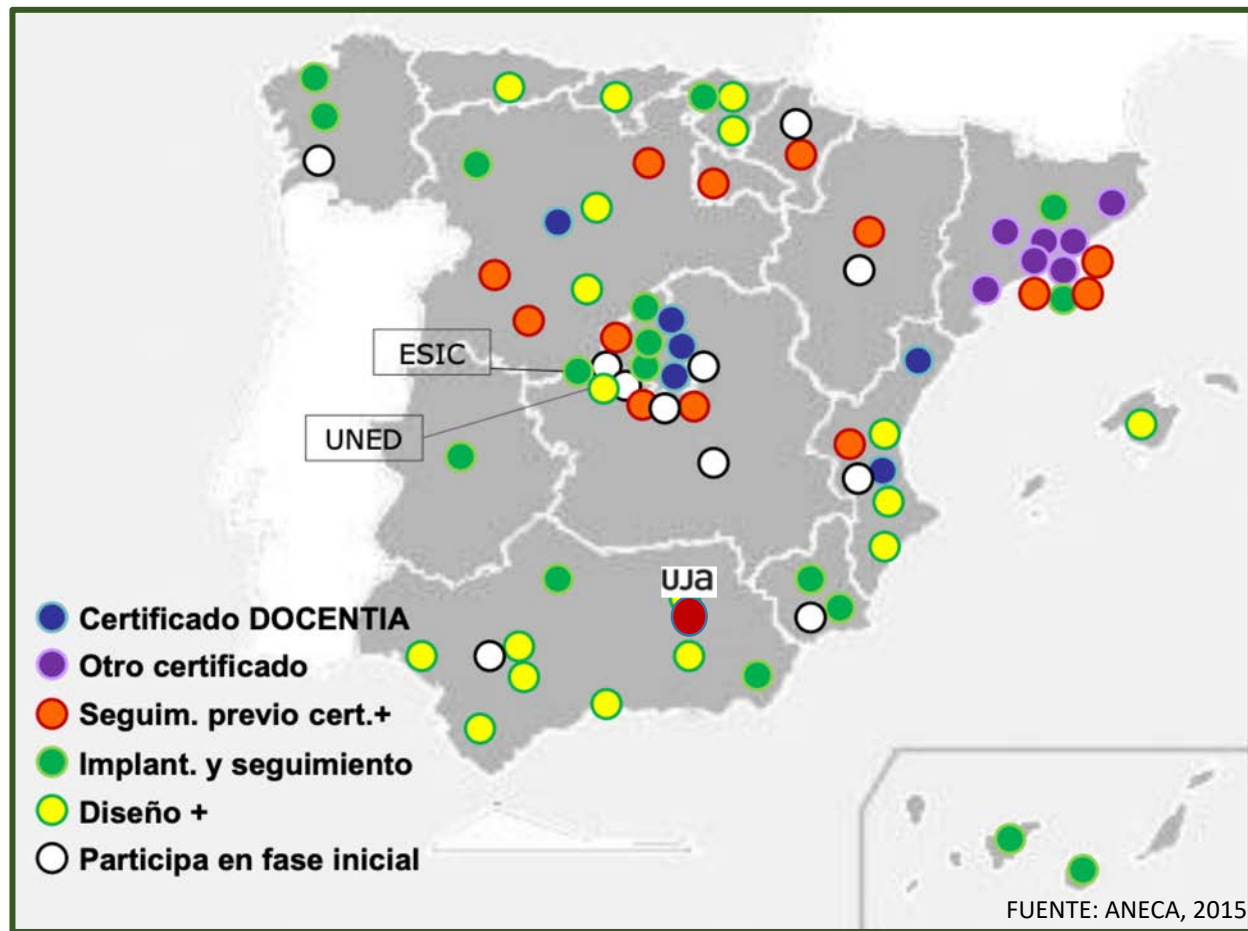 ESIC
UNED
UJa
Certificado DOCENTIA
Otro certificado
Seguim. previo cert.+
Implant. y seguimiento
Diseño +
Participa en fase inicial
FUENTE: ANECA, 2015